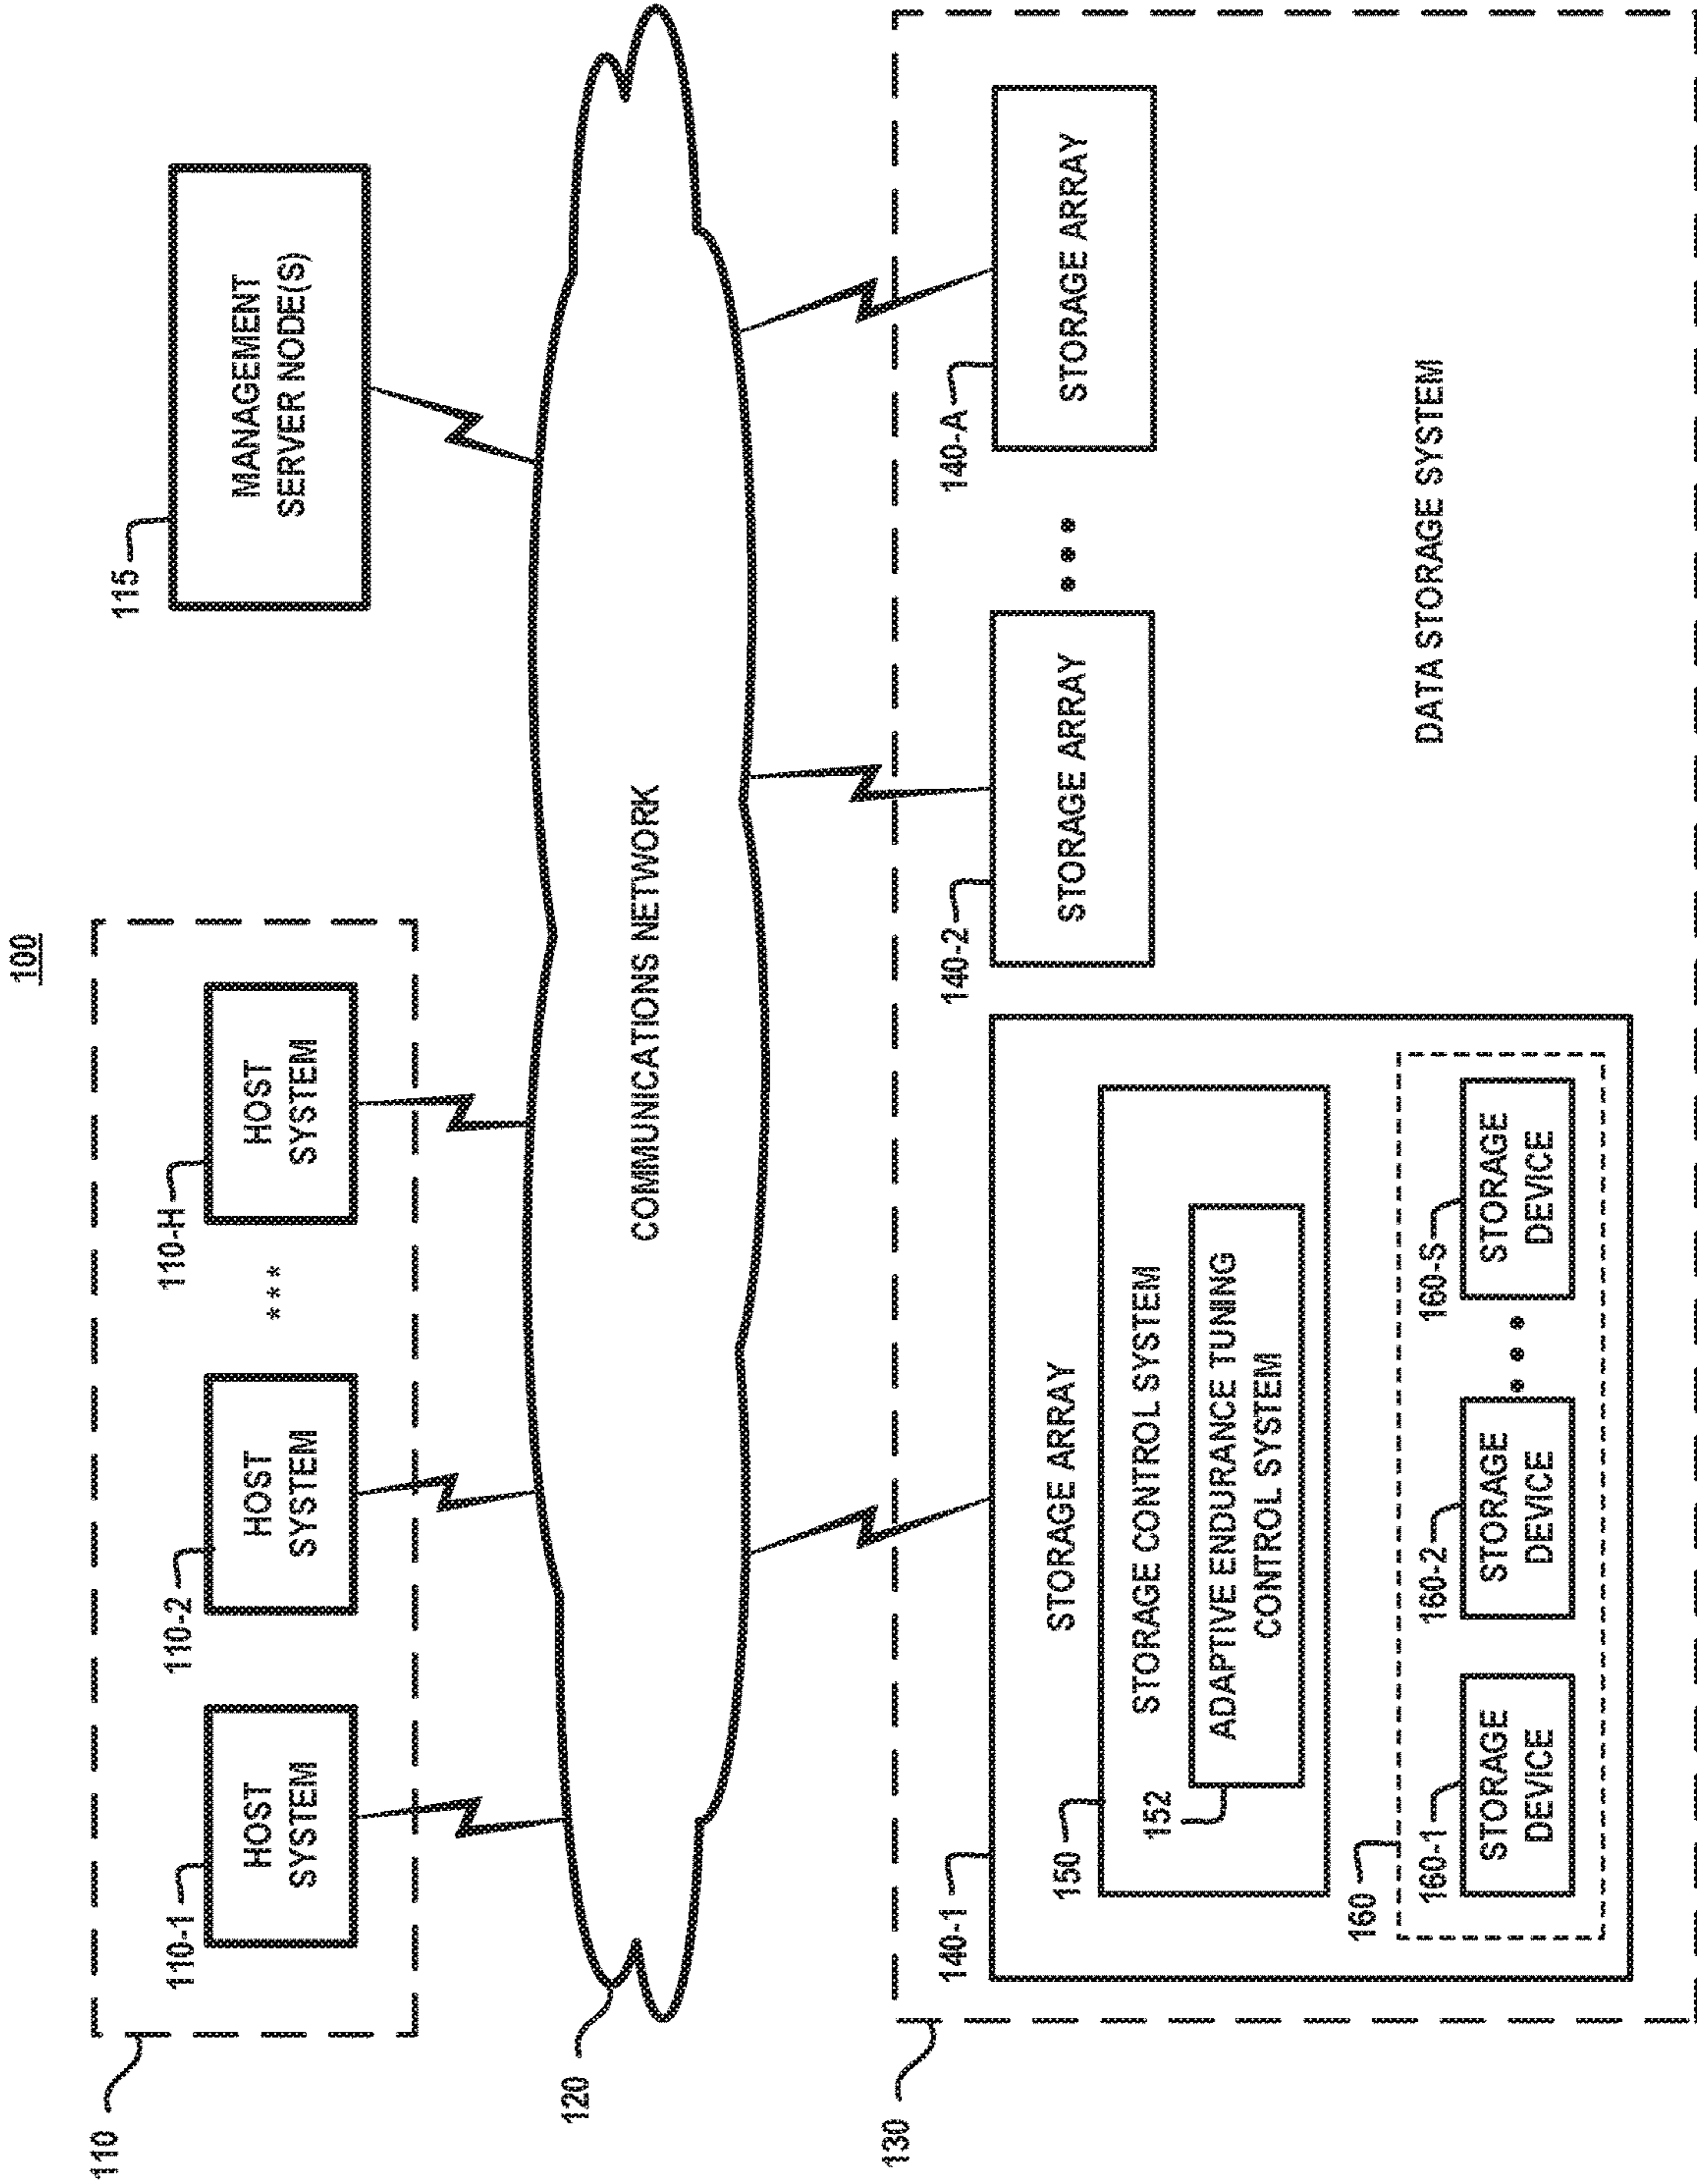 100
110
110-1
HOST
SYSTEM
110-2
HOST
SYSTEM
***
110-H
HOST
SYSTEM
115
MANAGEMENT
SERVER NODE(S)
120
COMMUNICATIONS NETWORK
130
140-1
STORAGE ARRAY
150
STORAGE CONTROL SYSTEM
152
ADAPTIVE ENDURANCE TUNING
CONTROL SYSTEM
160
160-1
STORAGE
DEVICE
160-2
STORAGE
DEVICE
160-S
STORAGE
DEVICE
140-2
STORAGE ARRAY
140-A
STORAGE ARRAY
DATA STORAGE SYSTEM